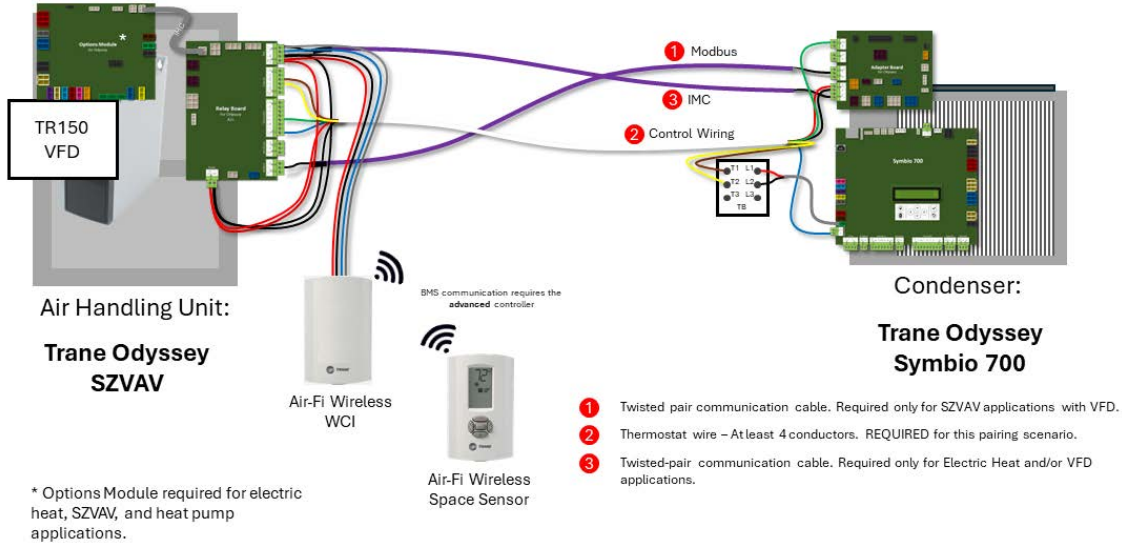 Options Module
*
IMC
Relay Board
TR150
VFD
1 Modbus
3 IMC
2 Control Wiring
Adapter Board
Symbio 700
T1 L1
T2 L2
T3 L3
TB
Air Handling Unit:
Trane Odyssey
SZVAV
BMS communication requires the
advanced controller
Condenser:
Trane Odyssey
Symbio 700
Air-Fi Wireless
WCI
72
Air-Fi Wireless
Space Sensor
1 Twisted pair communication cable. Required only for SZVAV applications with VFD.
2 Thermostat wire – At least 4 conductors. REQUIRED for this pairing scenario.
3 Twisted-pair communication cable. Required only for Electric Heat and/or VFD
applications.
* Options Module required for electric
heat, SZVAV, and heat pump
applications.